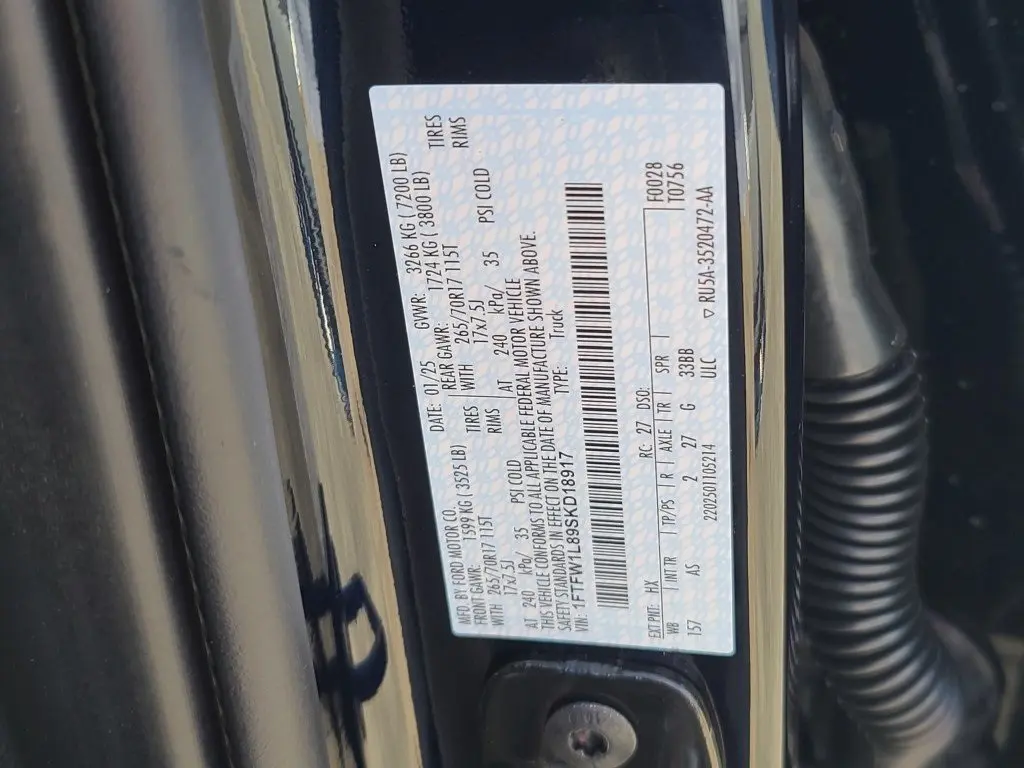 MFD. BY FORD MOTOR CO. DATE: 01/25 GVWR: 3266 KG ( 7200 LB)
FRONT GAWR: 1599 KG ( 3525 LB) REAR GAWR: 1724 KG ( 3800 LB)
WITH 265/70R17 115T TIRES WITH 265/70R17 115T TIRES
17x7.5J RIMS 17x7.5J RIMS
AT 240 kPa/ 35 PSI COLD AT 240 kPa/ 35 PSI COLD
THIS VEHICLE CONFORMS TO ALL APPLICABLE FEDERAL MOTOR VEHICLE
SAFETY STANDARDS IN EFFECT ON THE DATE OF MANUFACTURE SHOWN ABOVE.
VIN: 1FTFW1L89SKD18917 TYPE: Truck
EXT PNT: HX RC: 27 DSO: F0028
WB | INT TR | TP/PS | R | AXLE | TR | SPR | T0756
157 AS 2 27 G 33BB
2202501105214 ULC
▽ RU5A-3520472-AA